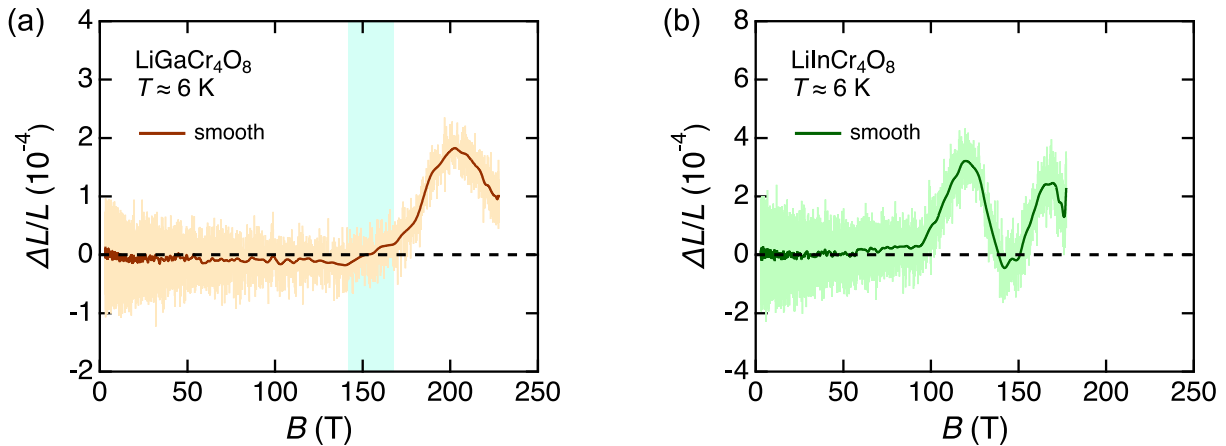 (a)
LiGaCr₄O₈
T ≈ 6 K
smooth
ΔL/L (10⁻⁴)
4
3
2
1
0
-1
-2
0 50 100 150 200 250
B (T)
(b)
LiInCr₄O₈
T ≈ 6 K
smooth
ΔL/L (10⁻⁴)
8
6
4
2
0
-2
-4
0 50 100 150 200 250
B (T)